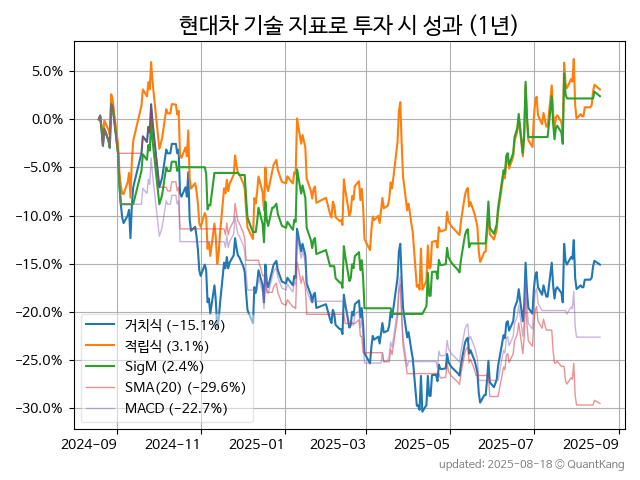 현대차 기술 지표로 투자 시 성과 (1년)
5.0%
0.0%
−5.0%
−10.0%
−15.0%
−20.0%
−25.0%
−30.0%
거치식 (−15.1%)
적립식 (3.1%)
SigM (2.4%)
SMA(20) (−29.6%)
MACD (−22.7%)
2024-09 2024-11 2025-01 2025-03 2025-05 2025-07 2025-09
updated: 2025-08-18 ⓒ QuantKang